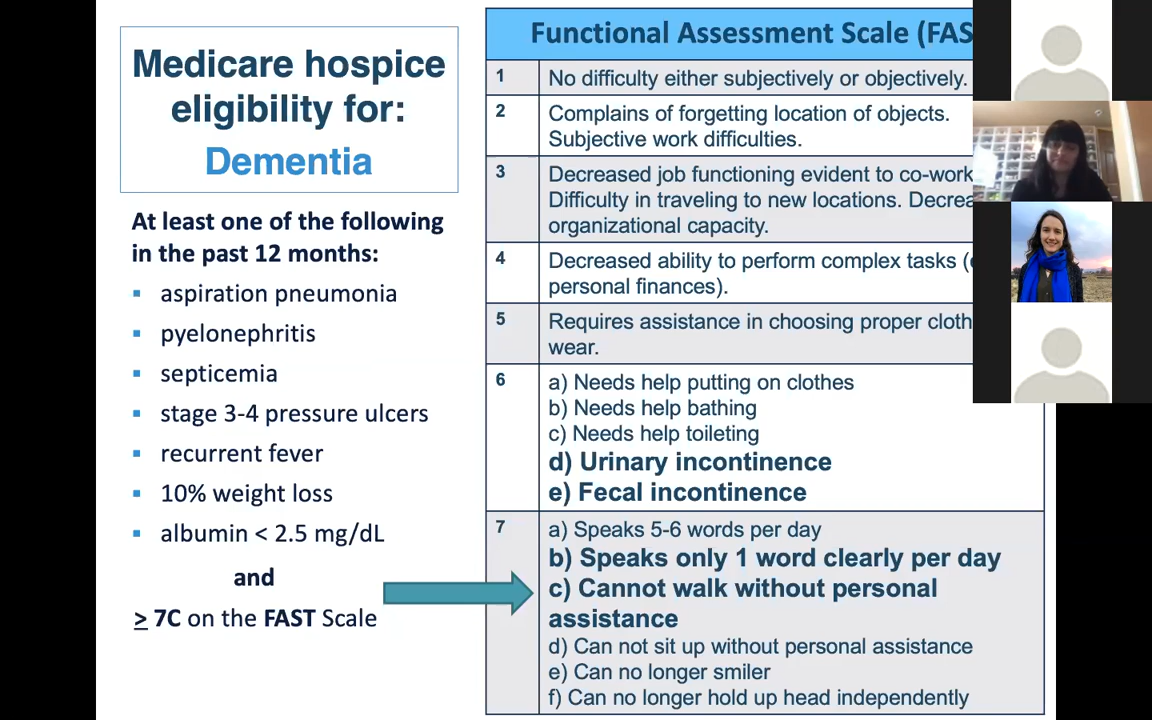 Medicare hospice
eligibility for:
Dementia
At least one of the following
in the past 12 months:
▪ aspiration pneumonia
▪ pyelonephritis
▪ septicemia
▪ stage 3-4 pressure ulcers
▪ recurrent fever
▪ 10% weight loss
▪ albumin < 2.5 mg/dL
and
≥ 7C on the FAST Scale
Functional Assessment Scale (FAS
1 No difficulty either subjectively or objectively.
2 Complains of forgetting location of objects.
Subjective work difficulties.
3 Decreased job functioning evident to co-work
Difficulty in traveling to new locations. Decrea
organizational capacity.
4 Decreased ability to perform complex tasks (
personal finances).
5 Requires assistance in choosing proper cloth
wear.
6 a) Needs help putting on clothes
b) Needs help bathing
c) Needs help toileting
d) Urinary incontinence
e) Fecal incontinence
7 a) Speaks 5-6 words per day
b) Speaks only 1 word clearly per day
c) Cannot walk without personal
assistance
d) Can not sit up without personal assistance
e) Can no longer smiler
f) Can no longer hold up head independently